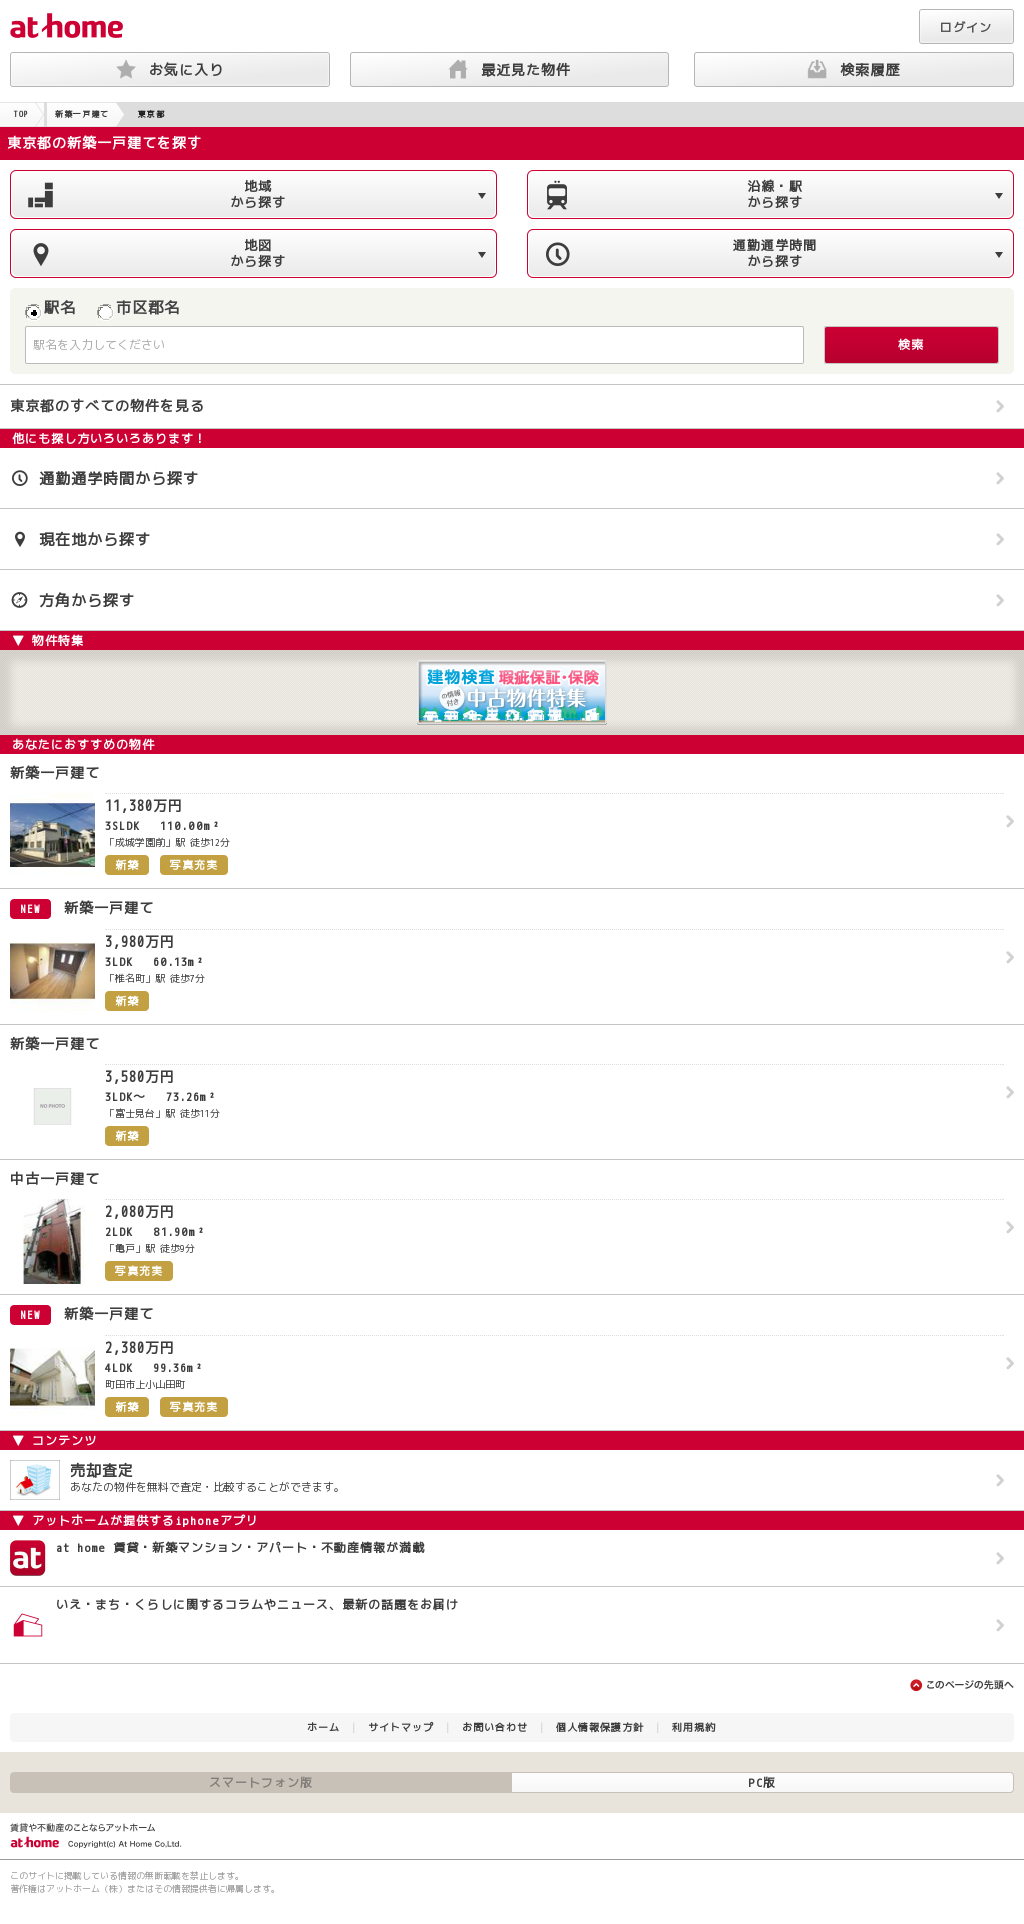 at home
ログイン
お気に入り
最近見た物件
検索履歴
TOP
新築一戸建て
東京都
東京都の新築一戸建てを探す
地域
から探す
沿線・駅
から探す
地図
から探す
通勤通学時間
から探す
駅名
市区郡名
駅名を入力してください
検索
東京都のすべての物件を見る
他にも探し方いろいろあります！
通勤通学時間から探す
現在地から探す
方角から探す
▼ 物件特集
建物検査 瑕疵保証・保険
の情報付き 中古物件特集
あなたにおすすめの物件
新築一戸建て
11,380万円
3SLDK 110.00m²
「成城学園前」駅 徒歩12分
新築 写真充実
NEW 新築一戸建て
3,980万円
3LDK 60.13m²
「椎名町」駅 徒歩7分
新築
新築一戸建て
NO PHOTO
3,580万円
3LDK～ 73.26m²
「富士見台」駅 徒歩11分
新築
中古一戸建て
2,080万円
2LDK 81.90m²
「亀戸」駅 徒歩9分
写真充実
NEW 新築一戸建て
2,380万円
4LDK 99.36m²
町田市上小山田町
新築 写真充実
▼ コンテンツ
売却査定
あなたの物件を無料で査定・比較することができます。
▼ アットホームが提供するiphoneアプリ
at
at home 賃貸・新築マンション・アパート・不動産情報が満載
いえ・まち・くらしに関するコラムやニュース、最新の話題をお届け
このページの先頭へ
ホーム | サイトマップ | お問い合わせ | 個人情報保護方針 | 利用規約
スマートフォン版
PC版
賃貸や不動産のことならアットホーム
at home Copyright(c) At Home Co.,Ltd.
このサイトに掲載している情報の無断転載を禁止します。
著作権はアットホーム（株）またはその情報提供者に帰属します。